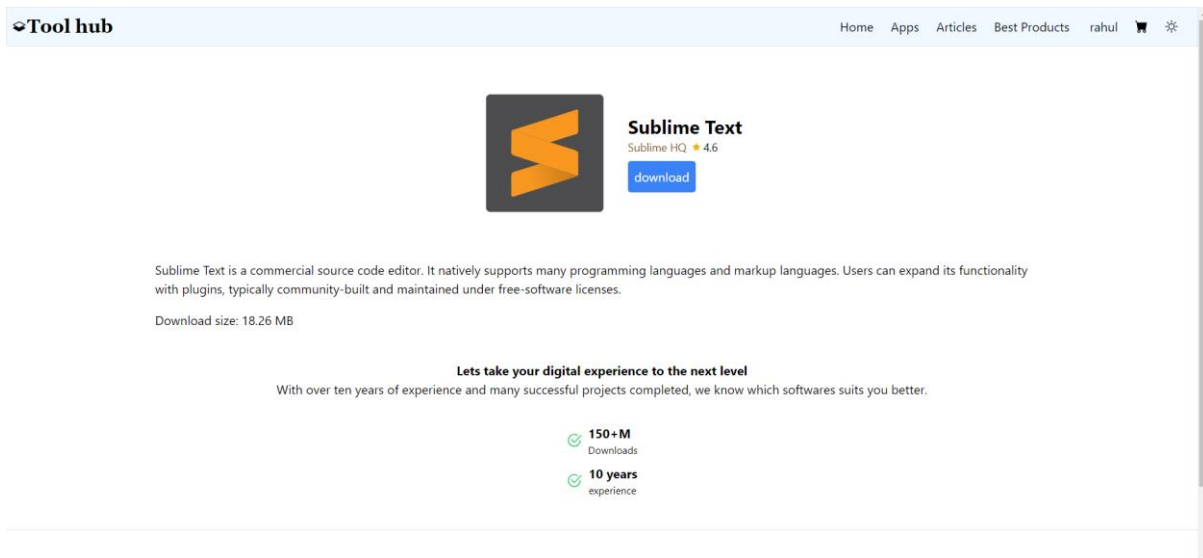 Tool hub
Home Apps Articles Best Products rahul
Sublime Text
Sublime HQ 4.6
download
Sublime Text is a commercial source code editor. It natively supports many programming languages and markup languages. Users can expand its functionality
with plugins, typically community-built and maintained under free-software licenses.
Download size: 18.26 MB
Lets take your digital experience to the next level
With over ten years of experience and many successful projects completed, we know which softwares suits you better.
150+M
Downloads
10 years
experience